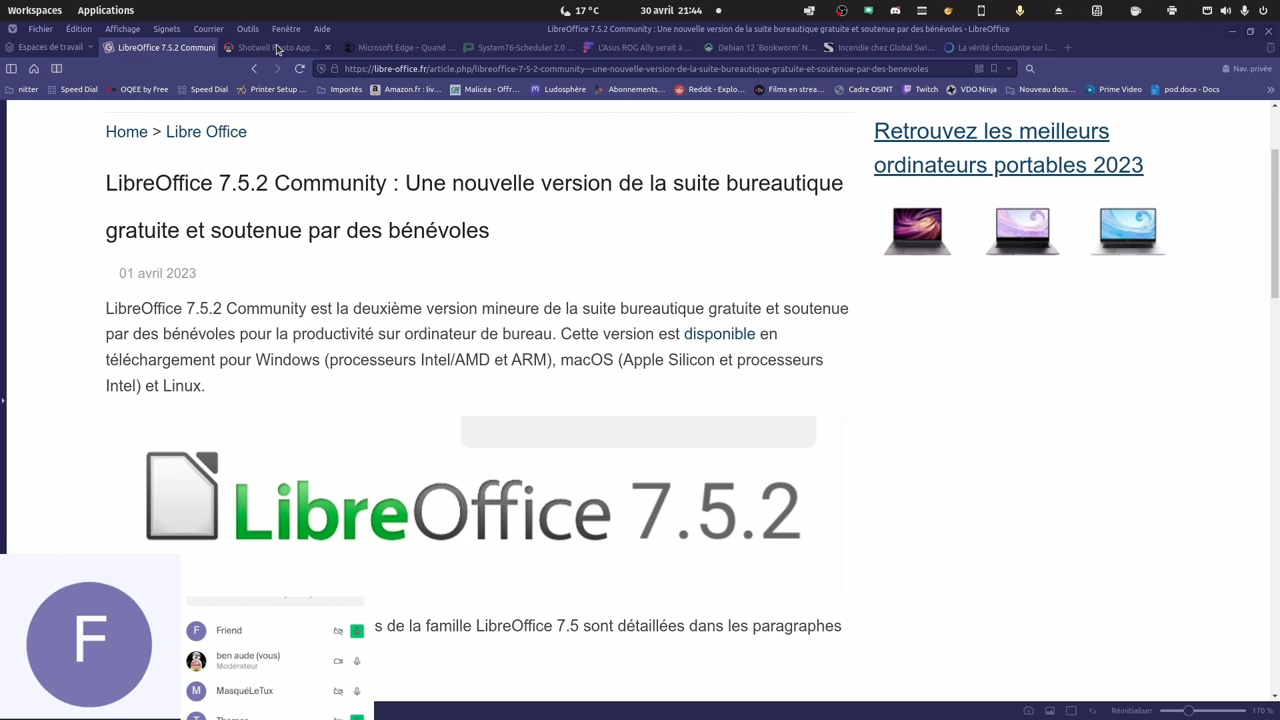 Workspaces Applications 17 °C 30 avril 21:44
Fichier Édition Affichage Signets Courrier Outils Fenêtre Aide LibreOffice 7.5.2 Community : Une nouvelle version de la suite bureautique gratuite et soutenue par des bénévoles - LibreOffice
Espaces de travail LibreOffice 7.5.2 Communi Shotwell Photo App... Microsoft Edge – Quand ... System76-Scheduler 2.0 ... L'Asus ROG Ally serait à ... Debian 12 'Bookworm' N... Incendie chez Global Swi... La vérité choquante sur l...
https://libre-office.fr/article.php/libreoffice-7-5-2-community---une-nouvelle-version-de-la-suite-bureautique-gratuite-et-soutenue-par-des-benevoles Nav. privée
nitter Speed Dial OQEE by Free Speed Dial Printer Setup ... Importés Amazon.fr : liv... Malicéa - Offr... Ludosphère Abonnements... Reddit - Explo... Films en strea... Cadre OSINT Twitch VDO.Ninja Nouveau doss... Prime Video pod.docx - Docs
Home > Libre Office
LibreOffice 7.5.2 Community : Une nouvelle version de la suite bureautique
gratuite et soutenue par des bénévoles
01 avril 2023
LibreOffice 7.5.2 Community est la deuxième version mineure de la suite bureautique gratuite et soutenue
par des bénévoles pour la productivité sur ordinateur de bureau. Cette version est disponible en
téléchargement pour Windows (processeurs Intel/AMD et ARM), macOS (Apple Silicon et processeurs
Intel) et Linux.
Retrouvez les meilleurs
ordinateurs portables 2023
LibreOffice 7.5.2
s de la famille LibreOffice 7.5 sont détaillées dans les paragraphes
F
F Friend
ben aude (vous)
Modérateur
M MasquéLeTux
Réinitialiser 170 %